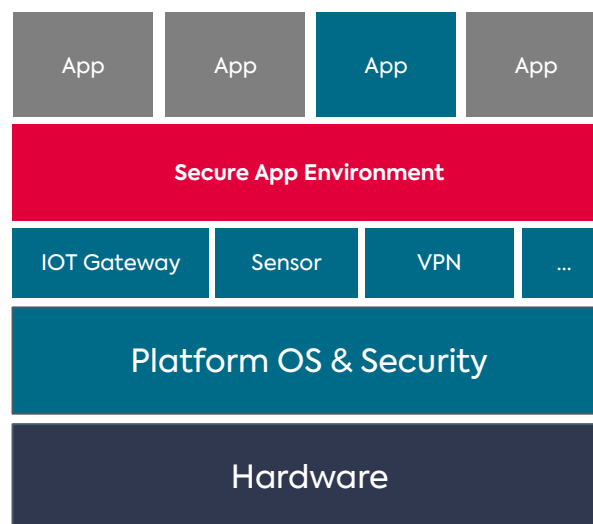 App
App
App
App
Secure App Environment
IOT Gateway
Sensor
VPN
...
Platform OS & Security
Hardware